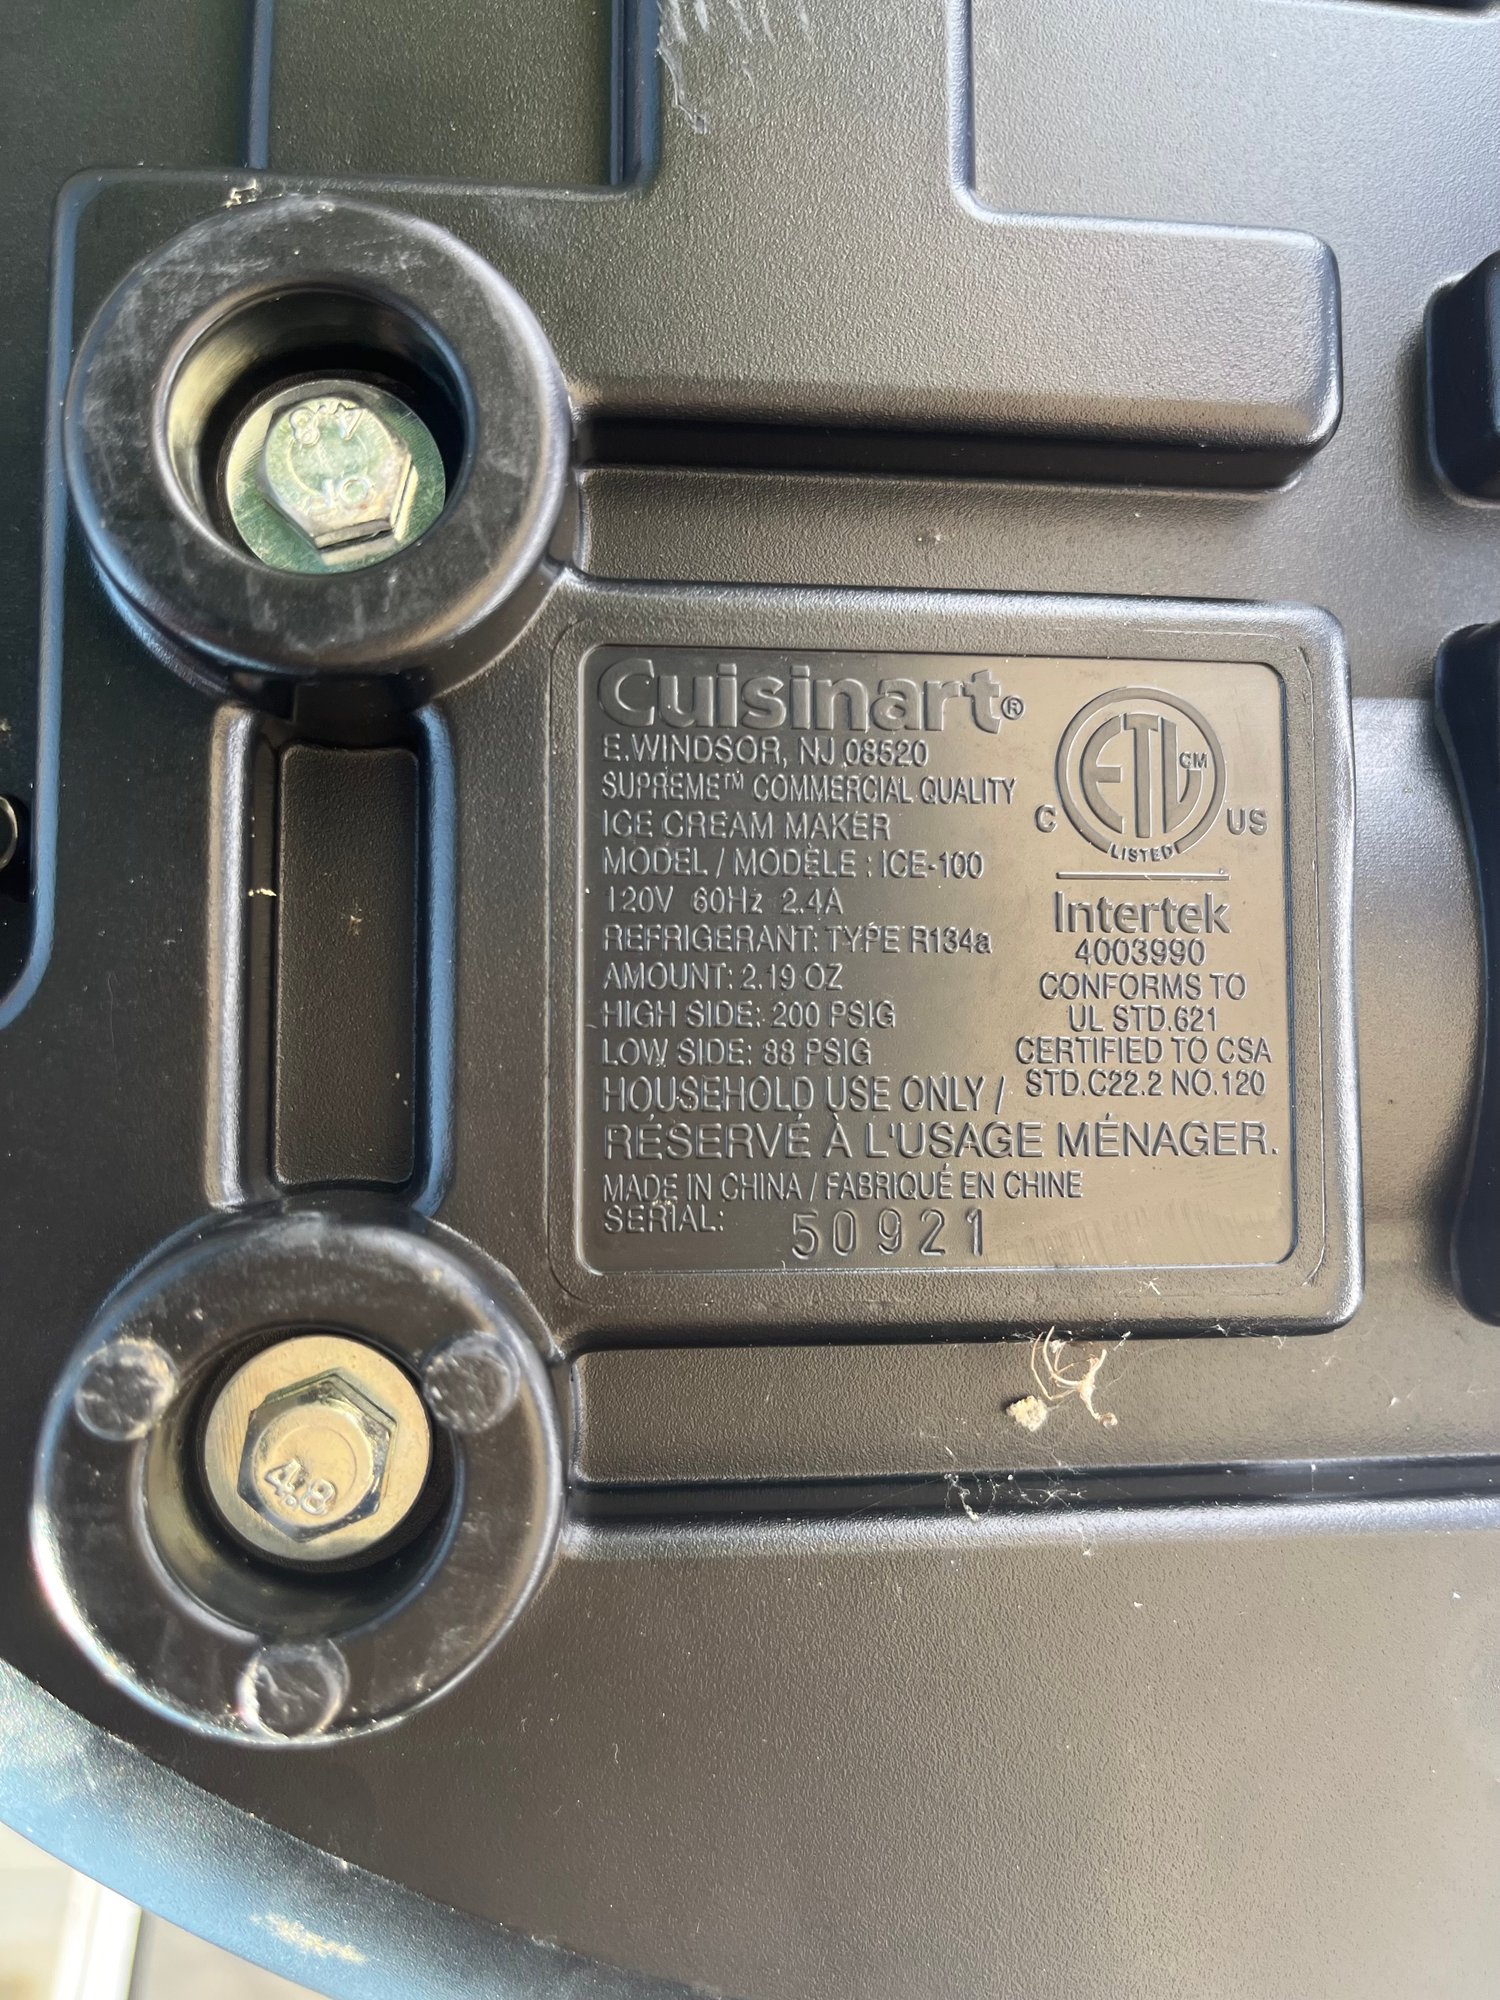 4.8
Cuisinart®
E.WINDSOR, NJ 08520
SUPREME™ COMMERCIAL QUALITY
ICE CREAM MAKER
MODEL / MODÈLE : ICE-100
120V 60Hz 2.4A
REFRIGERANT: TYPE R134a
AMOUNT: 2.19 OZ
HIGH SIDE: 200 PSIG
LOW SIDE: 88 PSIG
HOUSEHOLD USE ONLY /
RÉSERVÉ À L'USAGE MÉNAGER.
MADE IN CHINA / FABRIQUÉ EN CHINE
SERIAL: 50921
ETL CM
C US
LISTED
Intertek
4003990
CONFORMS TO
UL STD.621
CERTIFIED TO CSA
STD.C22.2 NO.120
4.8